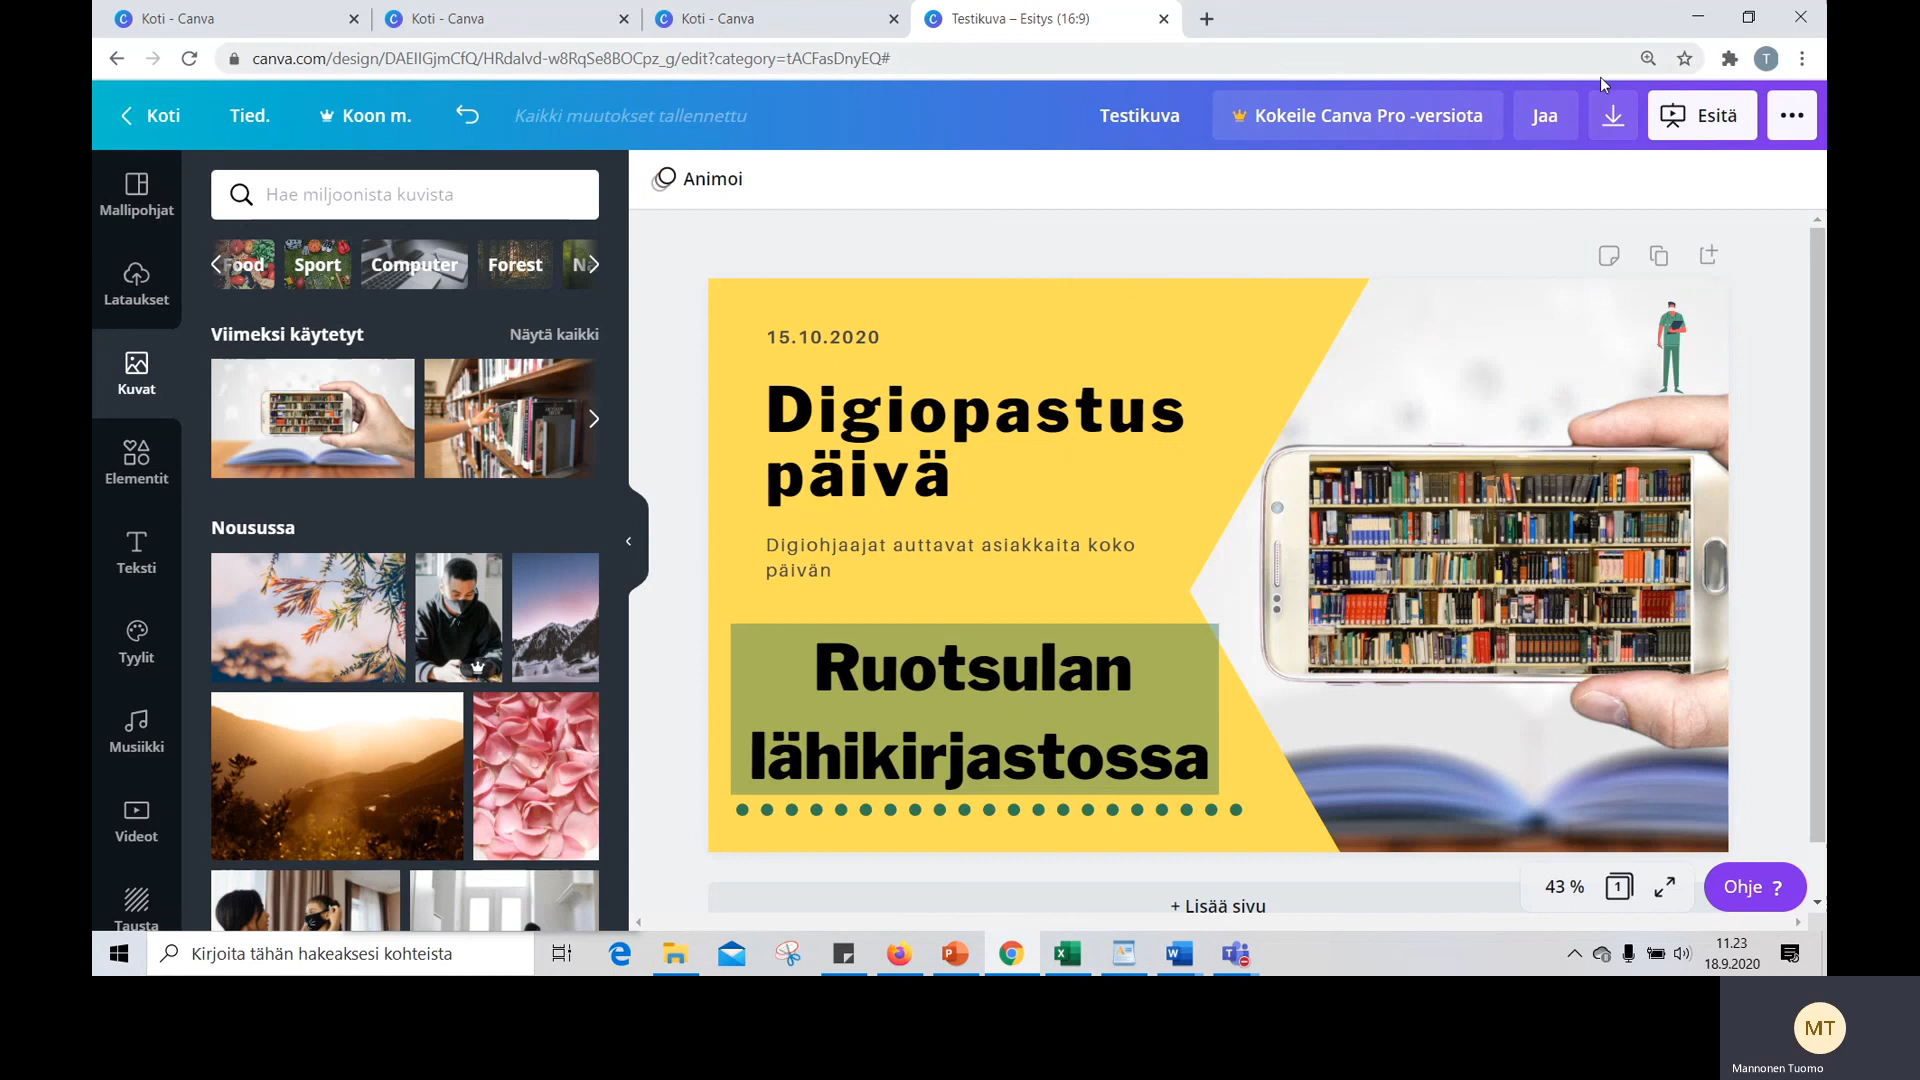 Koti - Canva
Koti - Canva
Koti - Canva
Testikuva – Esitys (16:9)
canva.com/design/DAEIIGjmCfQ/HRdalvd-w8RqSe8BOCpz_g/edit?category=tACFasDnyEQ#
T
Koti
Tied.
Koon m.
Kaikki muutokset tallennettu
Testikuva
Kokeile Canva Pro -versiota
Jaa
Esitä
Mallipohjat
Lataukset
Kuvat
Elementit
Teksti
Tyylit
Musiikki
Videot
Tausta
Hae miljoonista kuvista
Food
Sport
Computer
Forest
Viimeksi käytetyt
Näytä kaikki
Nousussa
Animoi
15.10.2020
Digiopastus
päivä
Digiohjaajat auttavat asiakkaita koko
päivän
Ruotsulan
lähikirjastossa
+ Lisää sivu
43 %
1
Ohje ?
Kirjoita tähän hakeaksesi kohteista
11.23
18.9.2020
MT
Mannonen Tuomo